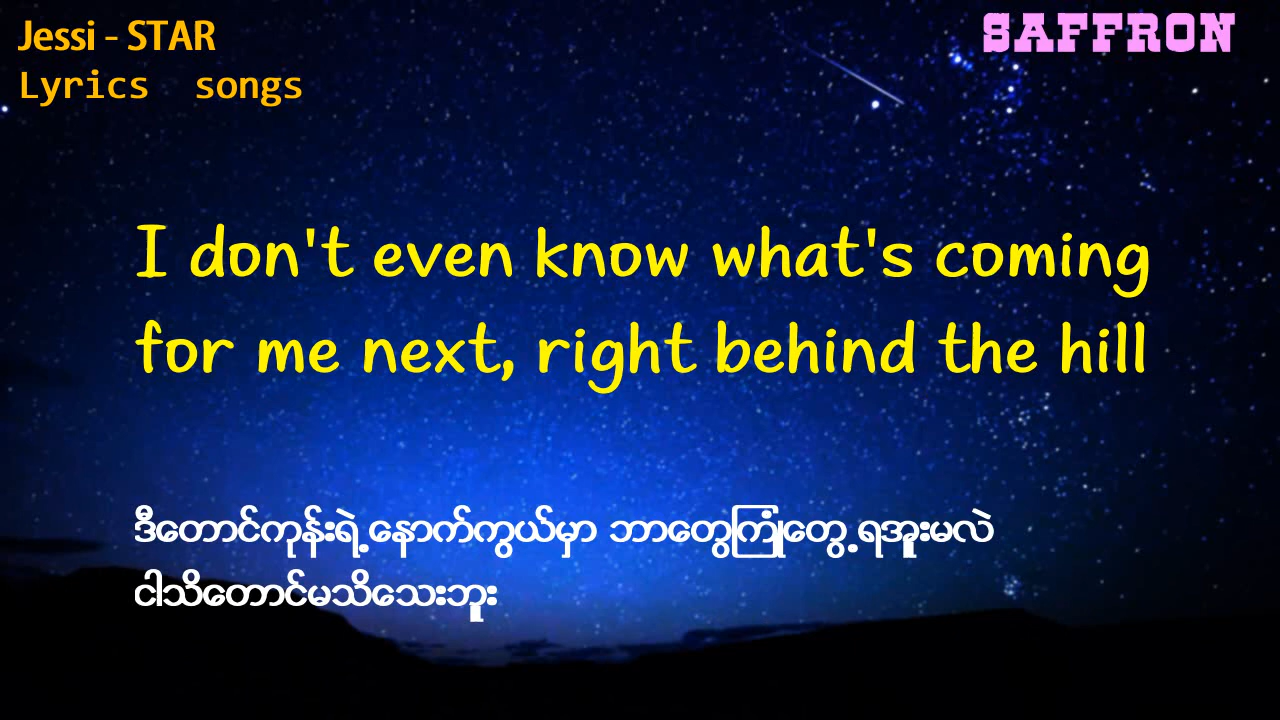 Jessi - STAR
Lyrics songs
SAFFRON
I don't even know what's coming
for me next, right behind the hill
ဒီတောင်ကုန်းရဲ့နောက်ကွယ်မှာ ဘာတွေကြုံတွေ့ရအူးမလဲ
ငါသိတောင်မသိသေးဘူး